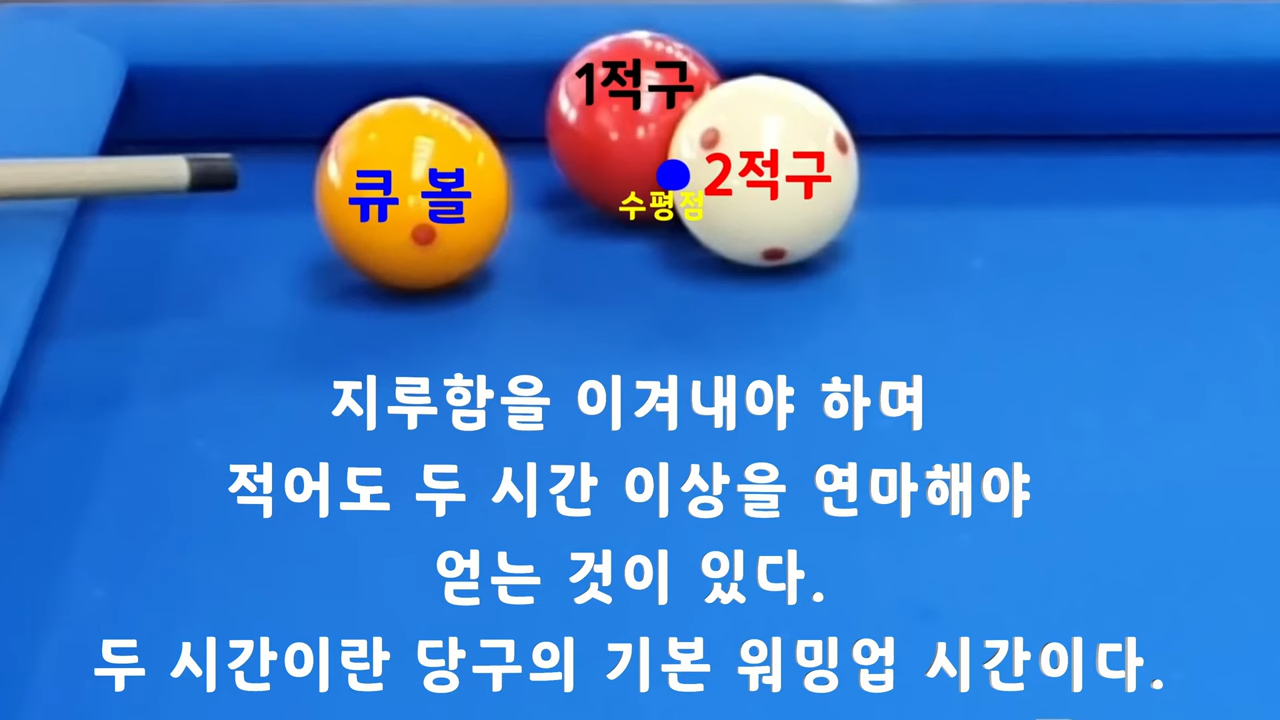 1적구
큐 볼
2적구
수평점
지루함을 이겨내야 하며
적어도 두 시간 이상을 연마해야
얻는 것이 있다.
두 시간이란 당구의 기본 워밍업 시간이다.